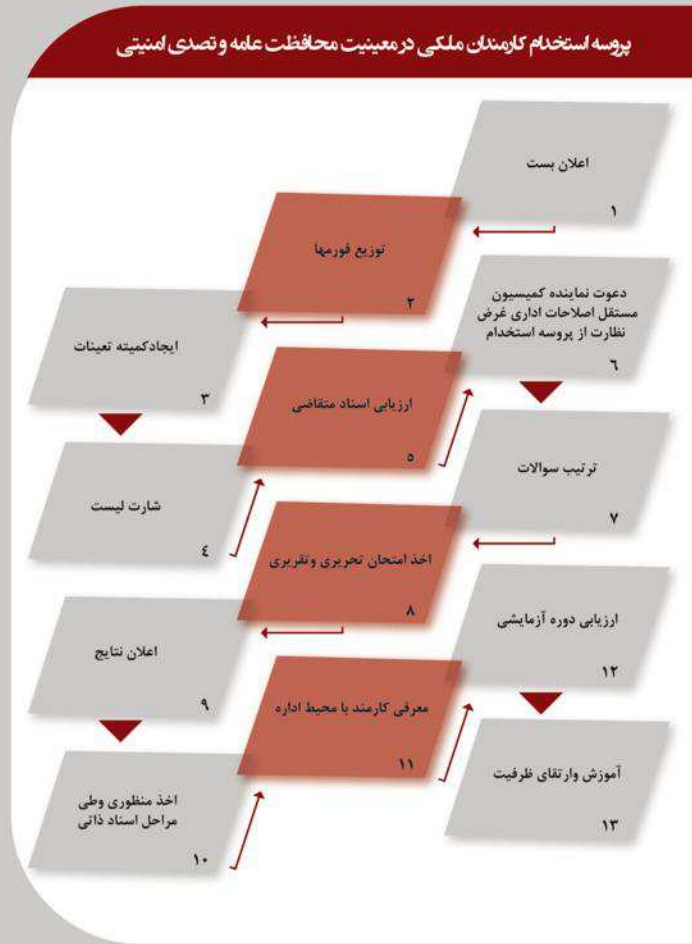 پروسه استخدام کارمندان ملکی در معینیت محافظت عامه و تصدی امنیتی
اعلان بست
۱
توزیع فورمها
۲
ایجادکمیته تعینات
۳
شارت لیست
٤
ارزیابی اسناد متقاضی
۵
دعوت نماینده کمیسیون
مستقل اصلاحات اداری غرض
نظارت از پروسه استخدام
٦
ترتیب سوالات
۷
اخذ امتحان تحریری وتقریری
۸
اعلان نتایج
۹
اخذ منظوری وطی
مراحل اسناد ذاتی
۱۰
معرفی کارمند با محیط اداره
۱۱
ارزیابی دوره آزمایشی
۱۲
آموزش وارتقای ظرفیت
۱۳